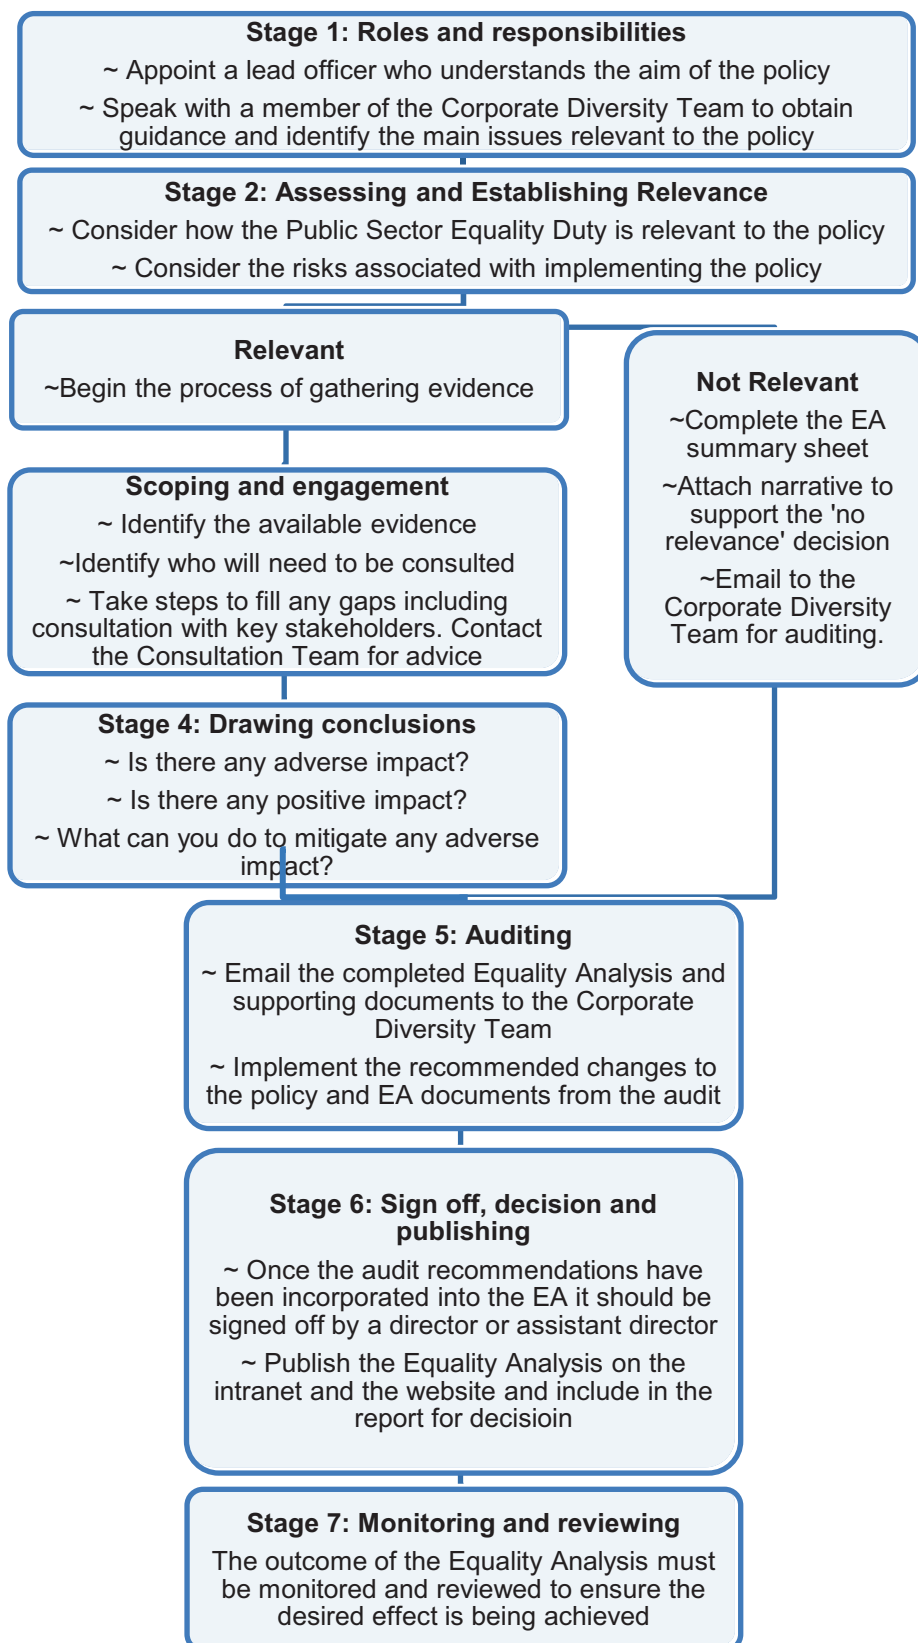 Stage 1: Roles and responsibilities
~ Appoint a lead officer who understands the aim of the policy
~ Speak with a member of the Corporate Diversity Team to obtain
guidance and identify the main issues relevant to the policy
Stage 2: Assessing and Establishing Relevance
~ Consider how the Public Sector Equality Duty is relevant to the policy
~ Consider the risks associated with implementing the policy
Relevant
~Begin the process of gathering evidence
Not Relevant
~Complete the EA
summary sheet
~Attach narrative to
support the 'no
relevance' decision
~Email to the
Corporate Diversity
Team for auditing.
Scoping and engagement
~ Identify the available evidence
~Identify who will need to be consulted
~ Take steps to fill any gaps including
consultation with key stakeholders. Contact
the Consultation Team for advice
Stage 4: Drawing conclusions
~ Is there any adverse impact?
~ Is there any positive impact?
~ What can you do to mitigate any adverse
impact?
Stage 5: Auditing
~ Email the completed Equality Analysis and
supporting documents to the Corporate
Diversity Team
~ Implement the recommended changes to
the policy and EA documents from the audit
Stage 6: Sign off, decision and
publishing
~ Once the audit recommendations have
been incorporated into the EA it should be
signed off by a director or assistant director
~ Publish the Equality Analysis on the
intranet and the website and include in the
report for decisioin
Stage 7: Monitoring and reviewing
The outcome of the Equality Analysis must
be monitored and reviewed to ensure the
desired effect is being achieved